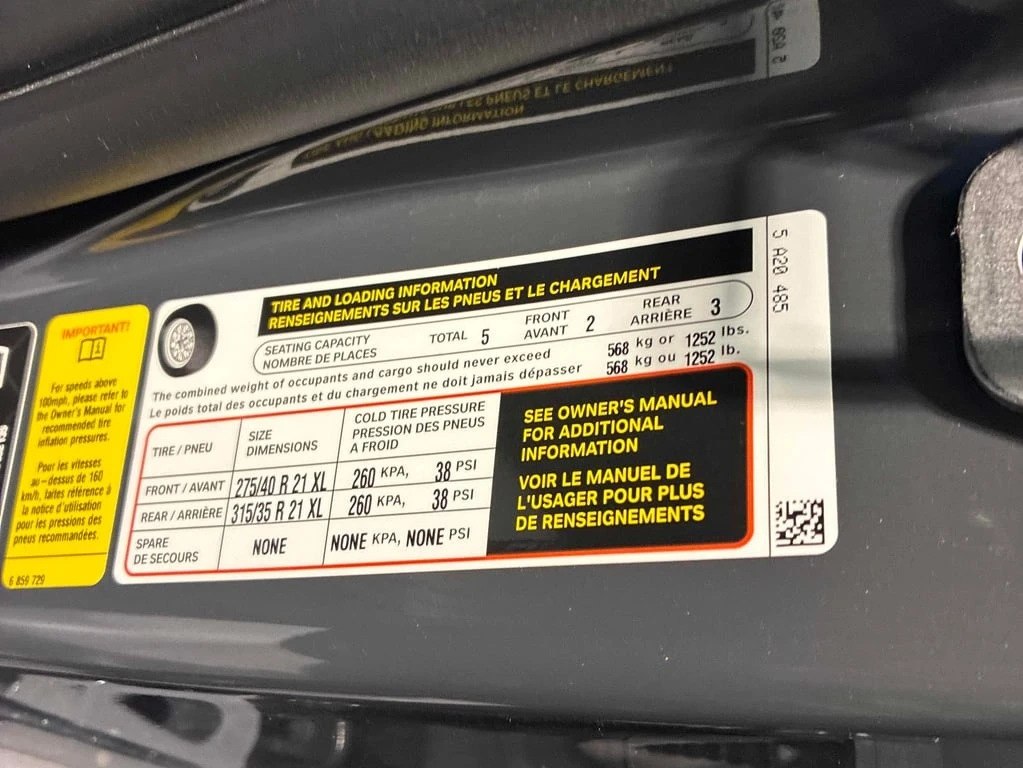 IMPORTANT!
For speeds above
100mph, please refer to
the Owner's Manual for
recommended tire
inflation pressures.
Pour les vitesses
au-dessus de 160
km/h, faites référence à
la notice d'utilisation
pour les pressions des
pneus recommandées.
6 859 729
TIRE AND LOADING INFORMATION
RENSEIGNEMENTS SUR LES PNEUS ET LE CHARGEMENT
SEATING CAPACITY
NOMBRE DE PLACES
TOTAL 5
FRONT
AVANT 2
REAR
ARRIÈRE 3
The combined weight of occupants and cargo should never exceed 568 kg or 1252 lbs.
Le poids total des occupants et du chargement ne doit jamais dépasser 568 kg ou 1252 lb.
TIRE / PNEU
SIZE
DIMENSIONS
COLD TIRE PRESSURE
PRESSION DES PNEUS
A FROID
FRONT / AVANT 275/40 R 21 XL 260 KPA, 38 PSI
REAR / ARRIÈRE 315/35 R 21 XL 260 KPA, 38 PSI
SPARE
DE SECOURS
NONE NONE KPA, NONE PSI
SEE OWNER'S MANUAL
FOR ADDITIONAL
INFORMATION
VOIR LE MANUEL DE
L'USAGER POUR PLUS
DE RENSEIGNEMENTS
5 A20 485